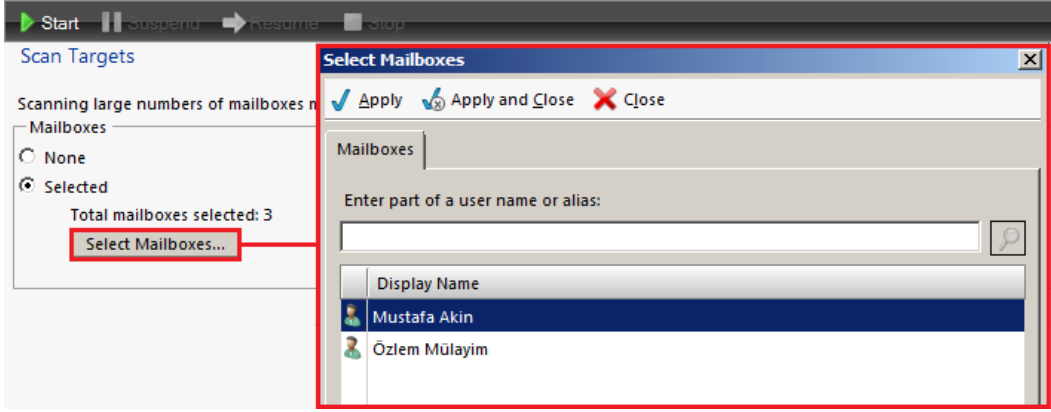 Start Suspend Resume Stop
Scan Targets
Scanning large numbers of mailboxes m
Mailboxes
None
Selected
Total mailboxes selected: 3
Select Mailboxes...
Select Mailboxes
Apply Apply and Close Close
Mailboxes
Enter part of a user name or alias:
Display Name
Mustafa Akin
Özlem Mülayim